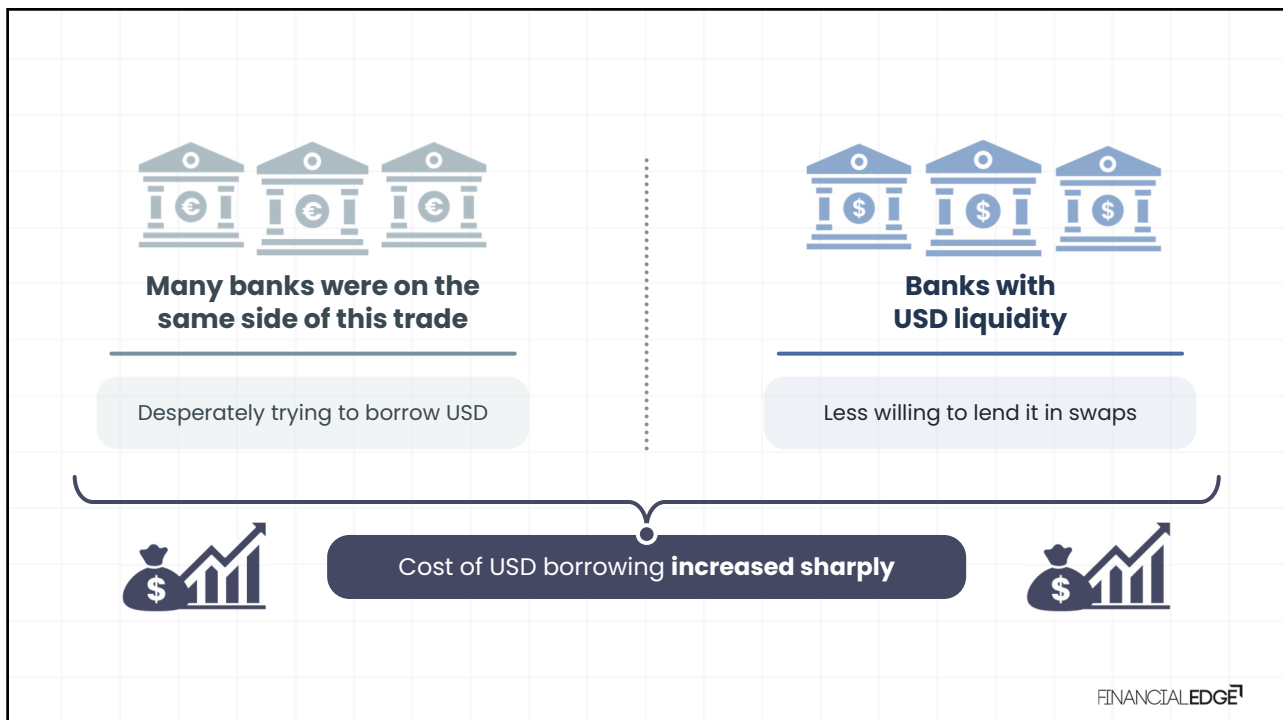 € € €
$ $ $
Many banks were on the
same side of this trade
Banks with
USD liquidity
Desperately trying to borrow USD
Less willing to lend it in swaps
$
Cost of USD borrowing increased sharply
$
FINANCIALEDGE